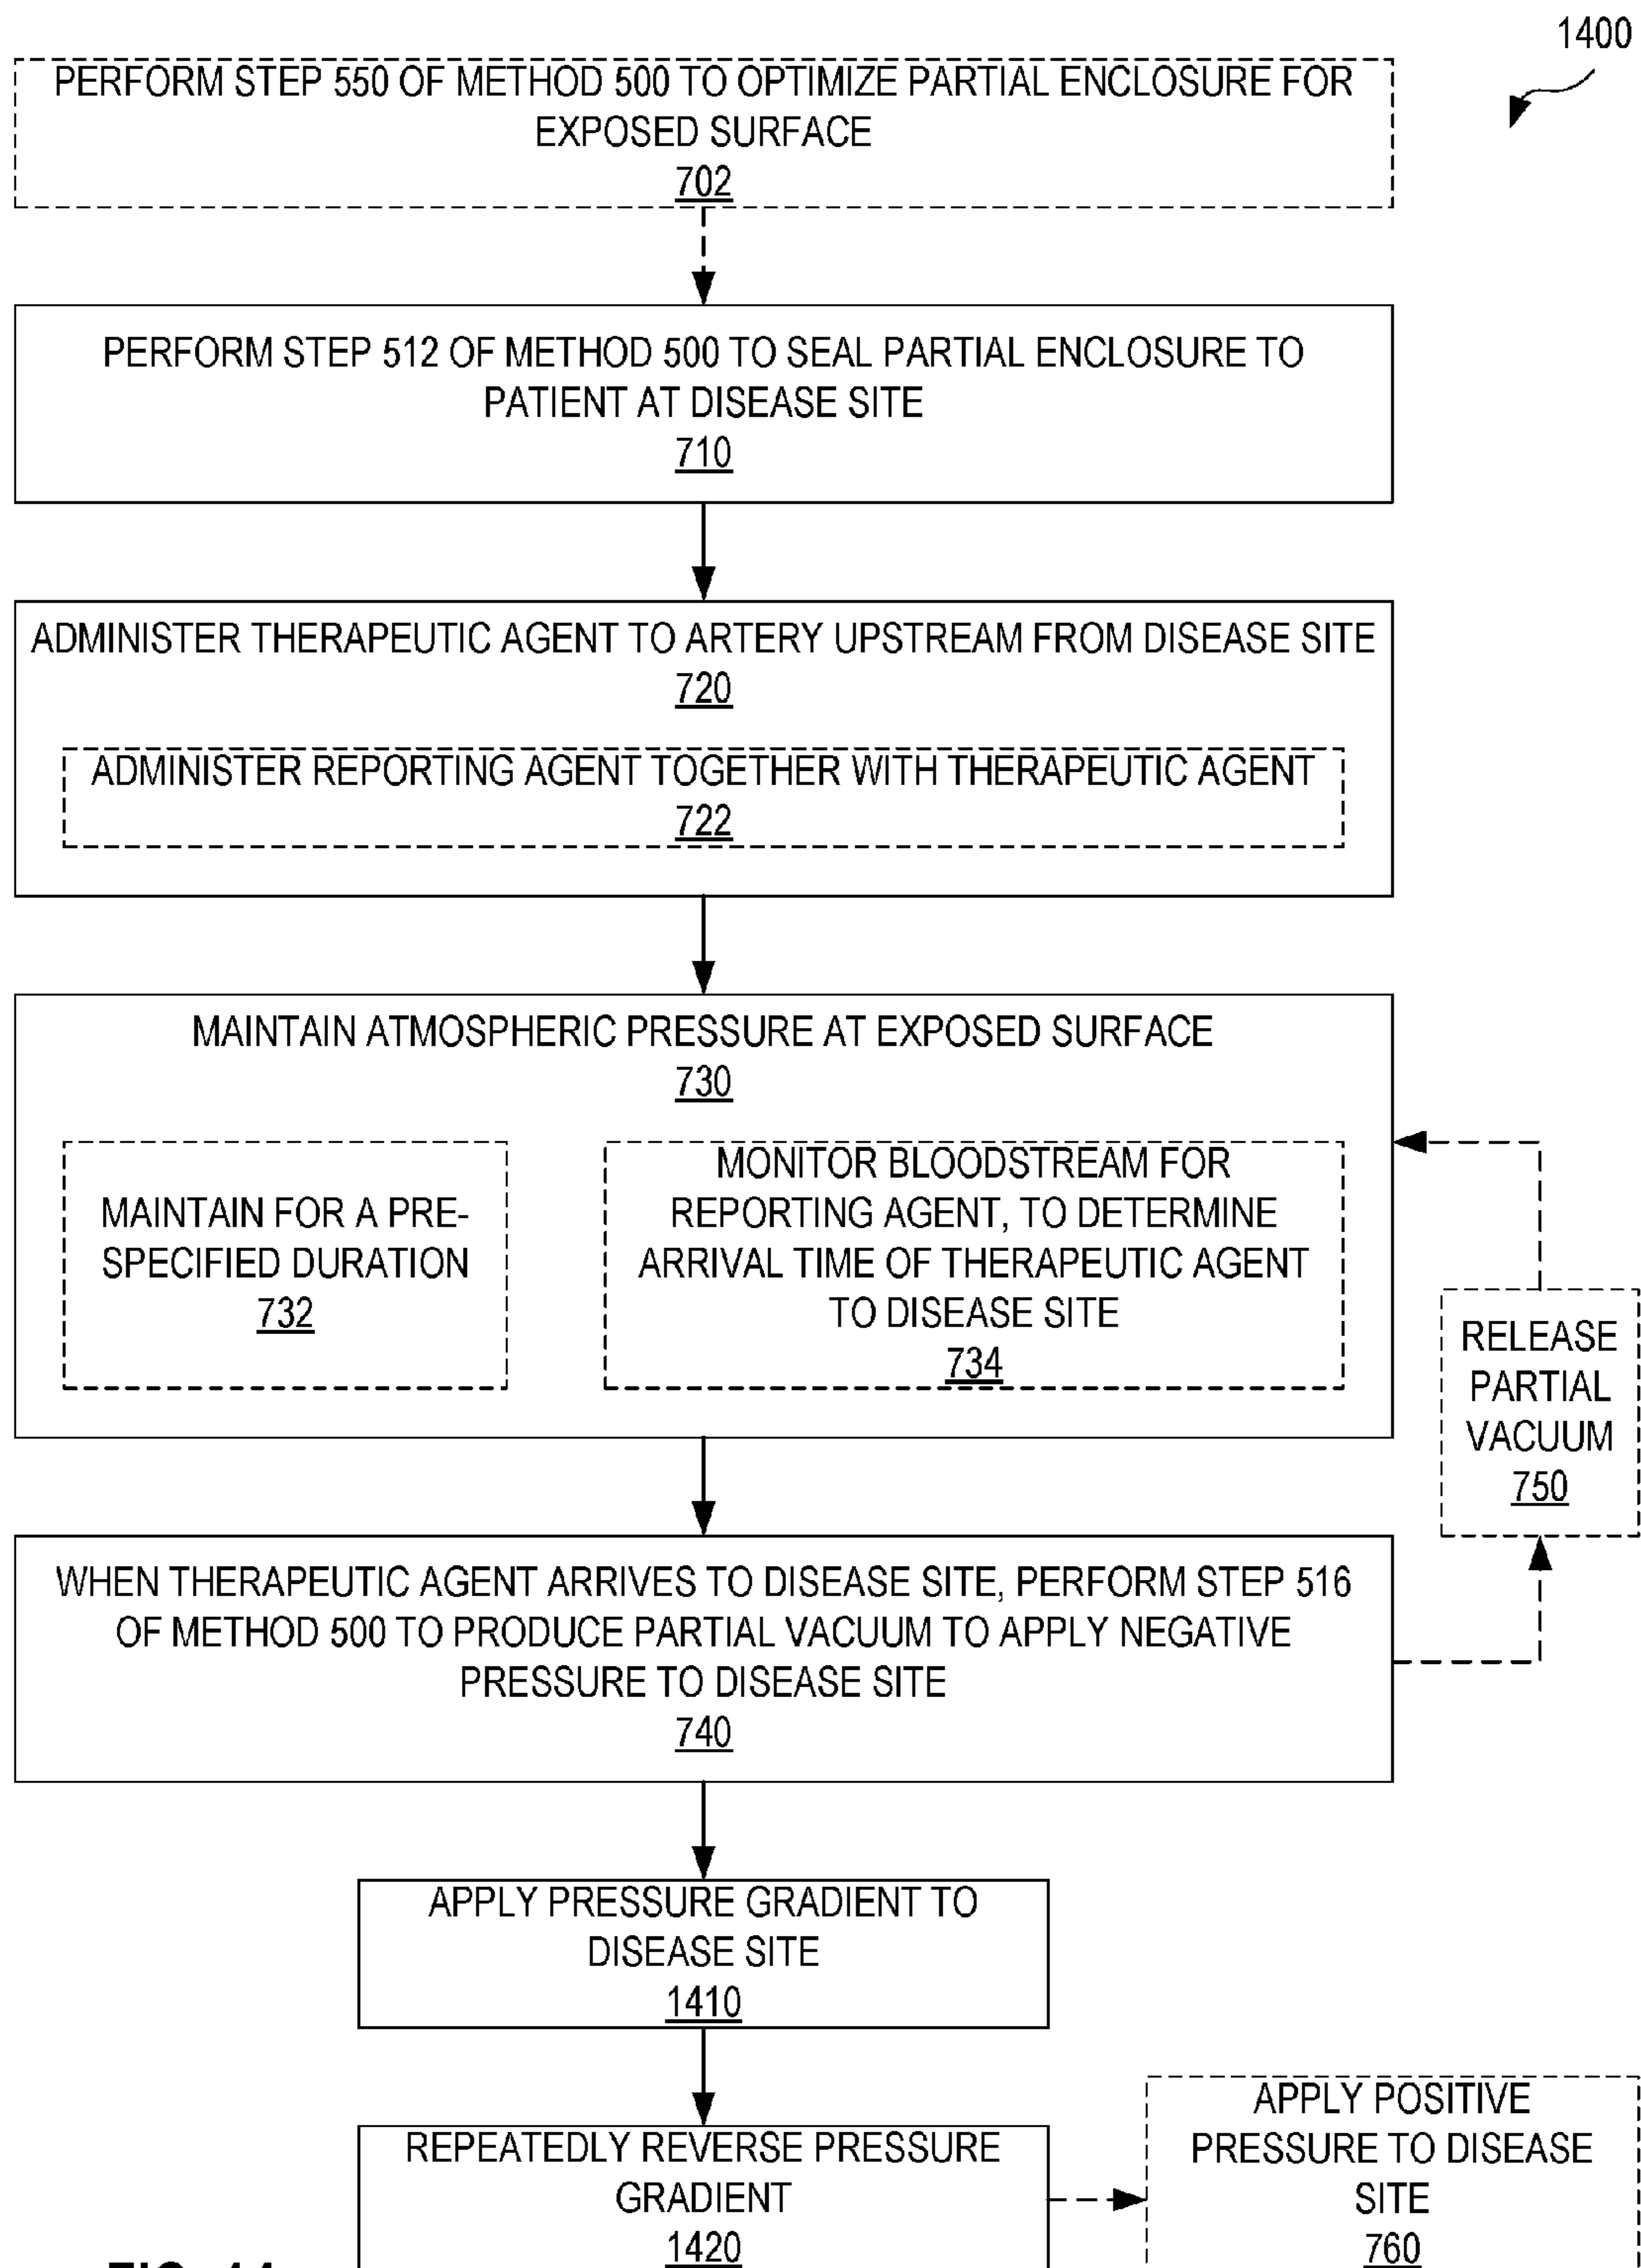 1400
PERFORM STEP 550 OF METHOD 500 TO OPTIMIZE PARTIAL ENCLOSURE FOR
EXPOSED SURFACE
702
PERFORM STEP 512 OF METHOD 500 TO SEAL PARTIAL ENCLOSURE TO
PATIENT AT DISEASE SITE
710
ADMINISTER THERAPEUTIC AGENT TO ARTERY UPSTREAM FROM DISEASE SITE
720
ADMINISTER REPORTING AGENT TOGETHER WITH THERAPEUTIC AGENT
722
MAINTAIN ATMOSPHERIC PRESSURE AT EXPOSED SURFACE
730
MAINTAIN FOR A PRE-
SPECIFIED DURATION
732
MONITOR BLOODSTREAM FOR
REPORTING AGENT, TO DETERMINE
ARRIVAL TIME OF THERAPEUTIC AGENT
TO DISEASE SITE
734
RELEASE
PARTIAL
VACUUM
750
WHEN THERAPEUTIC AGENT ARRIVES TO DISEASE SITE, PERFORM STEP 516
OF METHOD 500 TO PRODUCE PARTIAL VACUUM TO APPLY NEGATIVE
PRESSURE TO DISEASE SITE
740
APPLY PRESSURE GRADIENT TO
DISEASE SITE
1410
REPEATEDLY REVERSE PRESSURE
GRADIENT
1420
APPLY POSITIVE
PRESSURE TO DISEASE
SITE
760